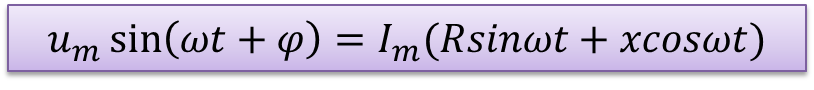 u_m sin(ωt + φ) = I_m(Rsinωt + xcosωt)